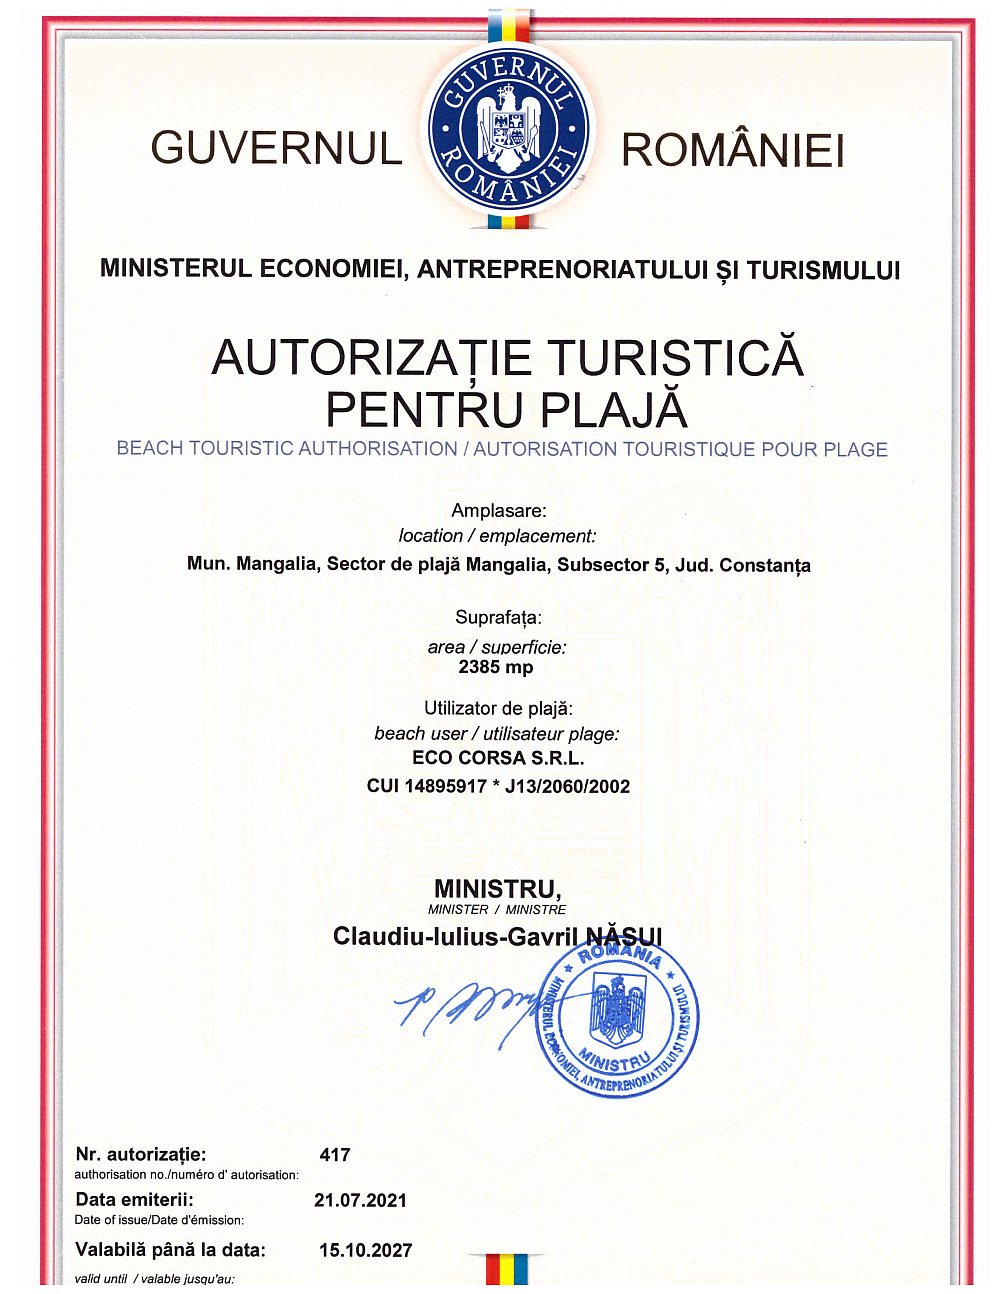 GUVERNUL ROMÂNIEI
GUVERNUL ROMÂNIEI
MINISTERUL ECONOMIEI, ANTREPRENORIATULUI ȘI TURISMULUI
AUTORIZAȚIE TURISTICĂ
PENTRU PLAJĂ
BEACH TOURISTIC AUTHORISATION / AUTORISATION TOURISTIQUE POUR PLAGE
Amplasare:
location / emplacement:
Mun. Mangalia, Sector de plajă Mangalia, Subsector 5, Jud. Constanța
Suprafața:
area / superficie:
2385 mp
Utilizator de plajă:
beach user / utilisateur plage:
ECO CORSA S.R.L.
CUI 14895917 * J13/2060/2002
MINISTRU,
MINISTER / MINISTRE
Claudiu-Iulius-Gavril NĂSUI
ROMÂNIA
MINISTERUL ECONOMIEI, ANTREPRENORIATULUI ȘI TURISMULUI
MINISTRU
Nr. autorizație: 417
authorisation no./numéro d' autorisation:
Data emiterii: 21.07.2021
Date of issue/Date d'émission:
Valabilă până la data: 15.10.2027
valid until / valable jusqu'au: